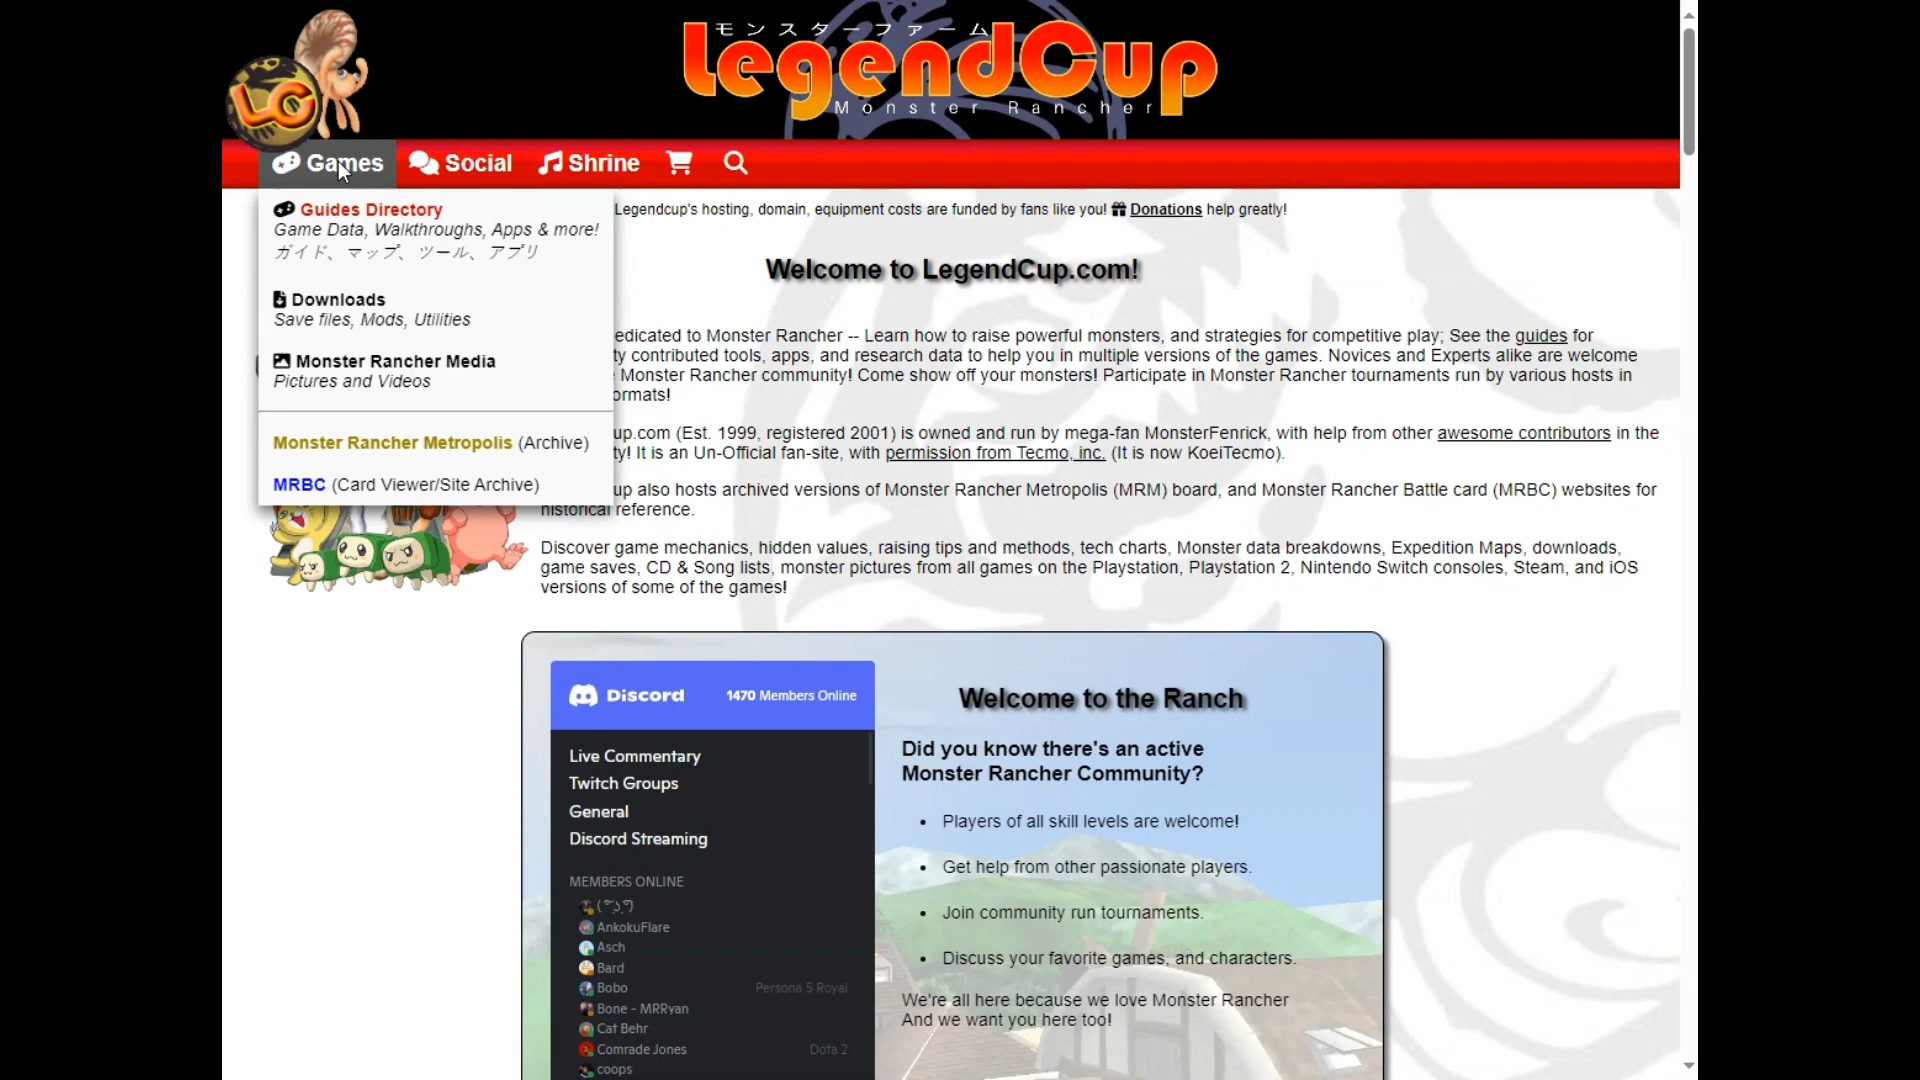 モンスターファーム
LegendCup
Monster Rancher
LC
Games Social Shrine
Guides Directory
Game Data, Walkthroughs, Apps & more!
ガイド、マップ、ツール、アプリ
Downloads
Save files, Mods, Utilities
Monster Rancher Media
Pictures and Videos
Monster Rancher Metropolis (Archive)
MRBC (Card Viewer/Site Archive)
Legendcup's hosting, domain, equipment costs are funded by fans like you! Donations help greatly!
Welcome to LegendCup.com!
edicated to Monster Rancher -- Learn how to raise powerful monsters, and strategies for competitive play; See the guides for
ty contributed tools, apps, and research data to help you in multiple versions of the games. Novices and Experts alike are welcome
Monster Rancher community! Come show off your monsters! Participate in Monster Rancher tournaments run by various hosts in
ormats!
up.com (Est. 1999, registered 2001) is owned and run by mega-fan MonsterFenrick, with help from other awesome contributors in the
ty! It is an Un-Official fan-site, with permission from Tecmo, inc. (It is now KoeiTecmo).
up also hosts archived versions of Monster Rancher Metropolis (MRM) board, and Monster Rancher Battle card (MRBC) websites for
historical reference.
Discover game mechanics, hidden values, raising tips and methods, tech charts, Monster data breakdowns, Expedition Maps, downloads,
game saves, CD & Song lists, monster pictures from all games on the Playstation, Playstation 2, Nintendo Switch consoles, Steam, and iOS
versions of some of the games!
Discord 1470 Members Online
Live Commentary
Twitch Groups
General
Discord Streaming
MEMBERS ONLINE
AnkokuFlare
Asch
Bard
Bobo Persona 5 Royal
Bone - MRRyan
Cat Behr
Comrade Jones Dota 2
coops
Welcome to the Ranch
Did you know there's an active
Monster Rancher Community?
• Players of all skill levels are welcome!
• Get help from other passionate players.
• Join community run tournaments.
• Discuss your favorite games, and characters.
We're all here because we love Monster Rancher
And we want you here too!